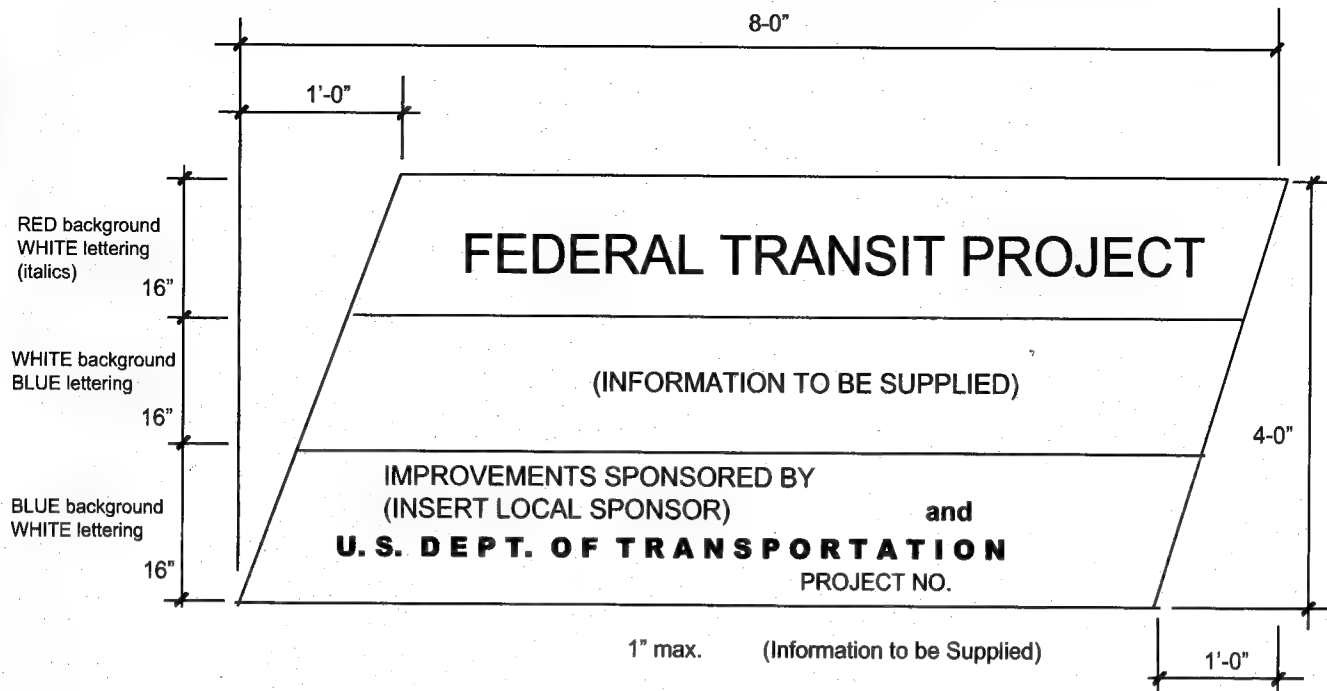 8-0"
1'-0"
RED background
WHITE lettering
(italics)
16"
FEDERAL TRANSIT PROJECT
WHITE background
BLUE lettering
16"
(INFORMATION TO BE SUPPLIED)
4-0"
BLUE background
WHITE lettering
16"
IMPROVEMENTS SPONSORED BY
(INSERT LOCAL SPONSOR) and
U.S. DEPT. OF TRANSPORTATION
PROJECT NO.
1" max. (Information to be Supplied)
1'-0"